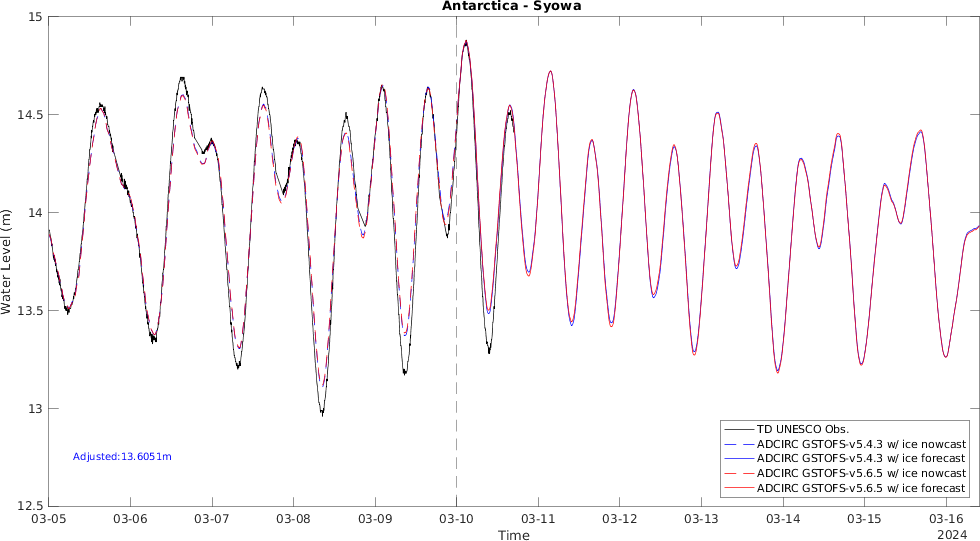 Antarctica - Syowa
15
14.5
14
13.5
13
12.5
Water Level (m)
Adjusted:13.6051m
TD UNESCO Obs.
ADCIRC GSTOFS-v5.4.3 w/ ice nowcast
ADCIRC GSTOFS-v5.4.3 w/ ice forecast
ADCIRC GSTOFS-v5.6.5 w/ ice nowcast
ADCIRC GSTOFS-v5.6.5 w/ ice forecast
03-05 03-06 03-07 03-08 03-09 03-10 03-11 03-12 03-13 03-14 03-15 03-16
Time
2024